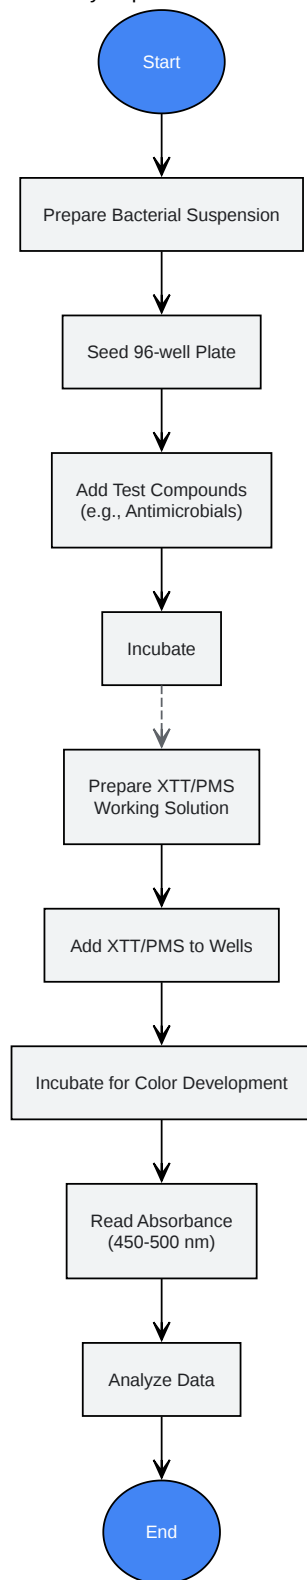 Start
Prepare Bacterial Suspension
Seed 96-well Plate
Add Test Compounds
(e.g., Antimicrobials)
Incubate
Prepare XTT/PMS
Working Solution
Add XTT/PMS to Wells
Incubate for Color Development
Read Absorbance
(450-500 nm)
Analyze Data
End